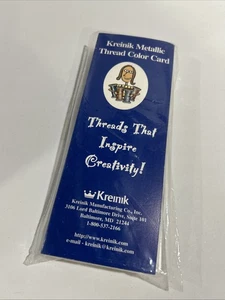 Kreinik Metallic
Thread Color Card
Threads That
Inspire
Creativity!
Kreinik
Kreinik Manufacturing Co., Inc.
3106 Lord Baltimore Drive, Suite 101
Baltimore, MD 21244
1-800-537-2166
http://www.kreinik.com
e-mail - kreinik@kreinik.com